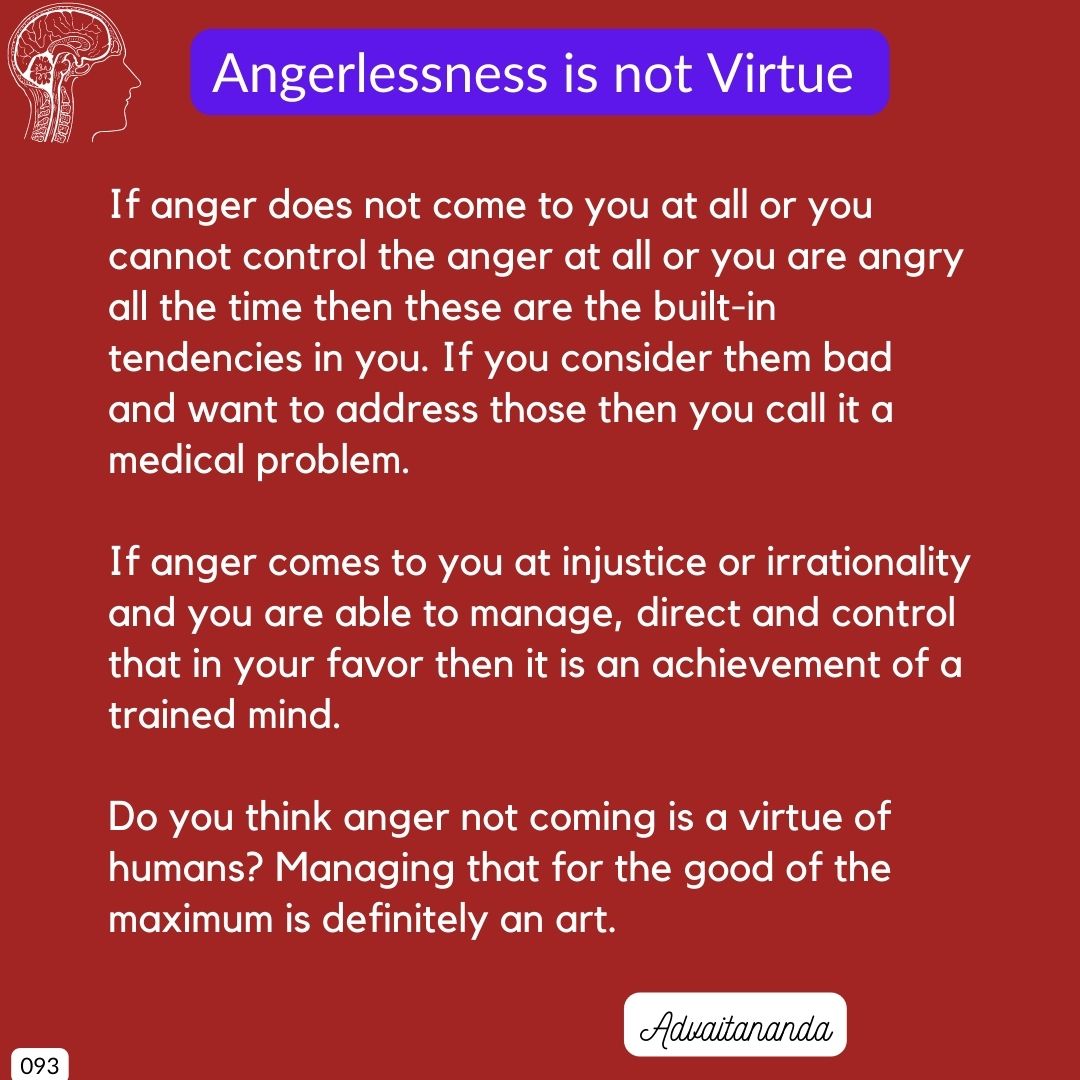 Angerlessness is not Virtue
If anger does not come to you at all or you
cannot control the anger at all or you are angry
all the time then these are the built-in
tendencies in you. If you consider them bad
and want to address those then you call it a
medical problem.
If anger comes to you at injustice or irrationality
and you are able to manage, direct and control
that in your favor then it is an achievement of a
trained mind.
Do you think anger not coming is a virtue of
humans? Managing that for the good of the
maximum is definitely an art.
Advaitananda
093